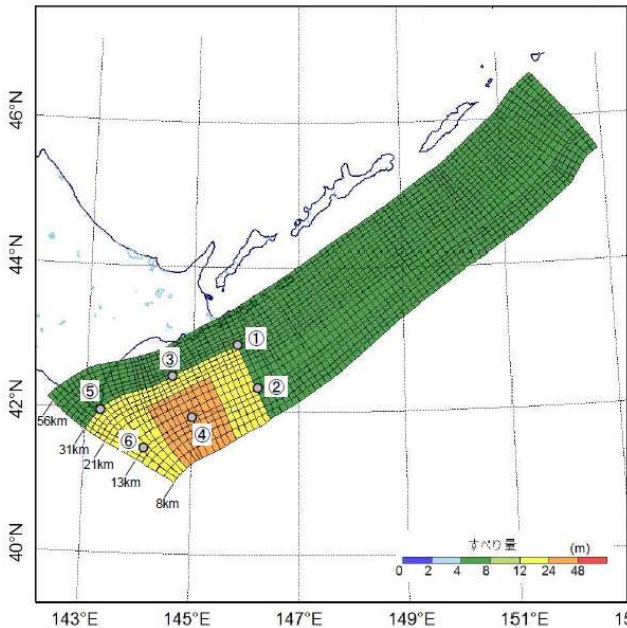 46°N
44°N
42°N
40°N
①
②
③
④
⑤
⑥
56km
31km
21km
13km
8km
すべり量 (m)
0 2 4 8 12 24 48
143°E 145°E 147°E 149°E 151°E 15